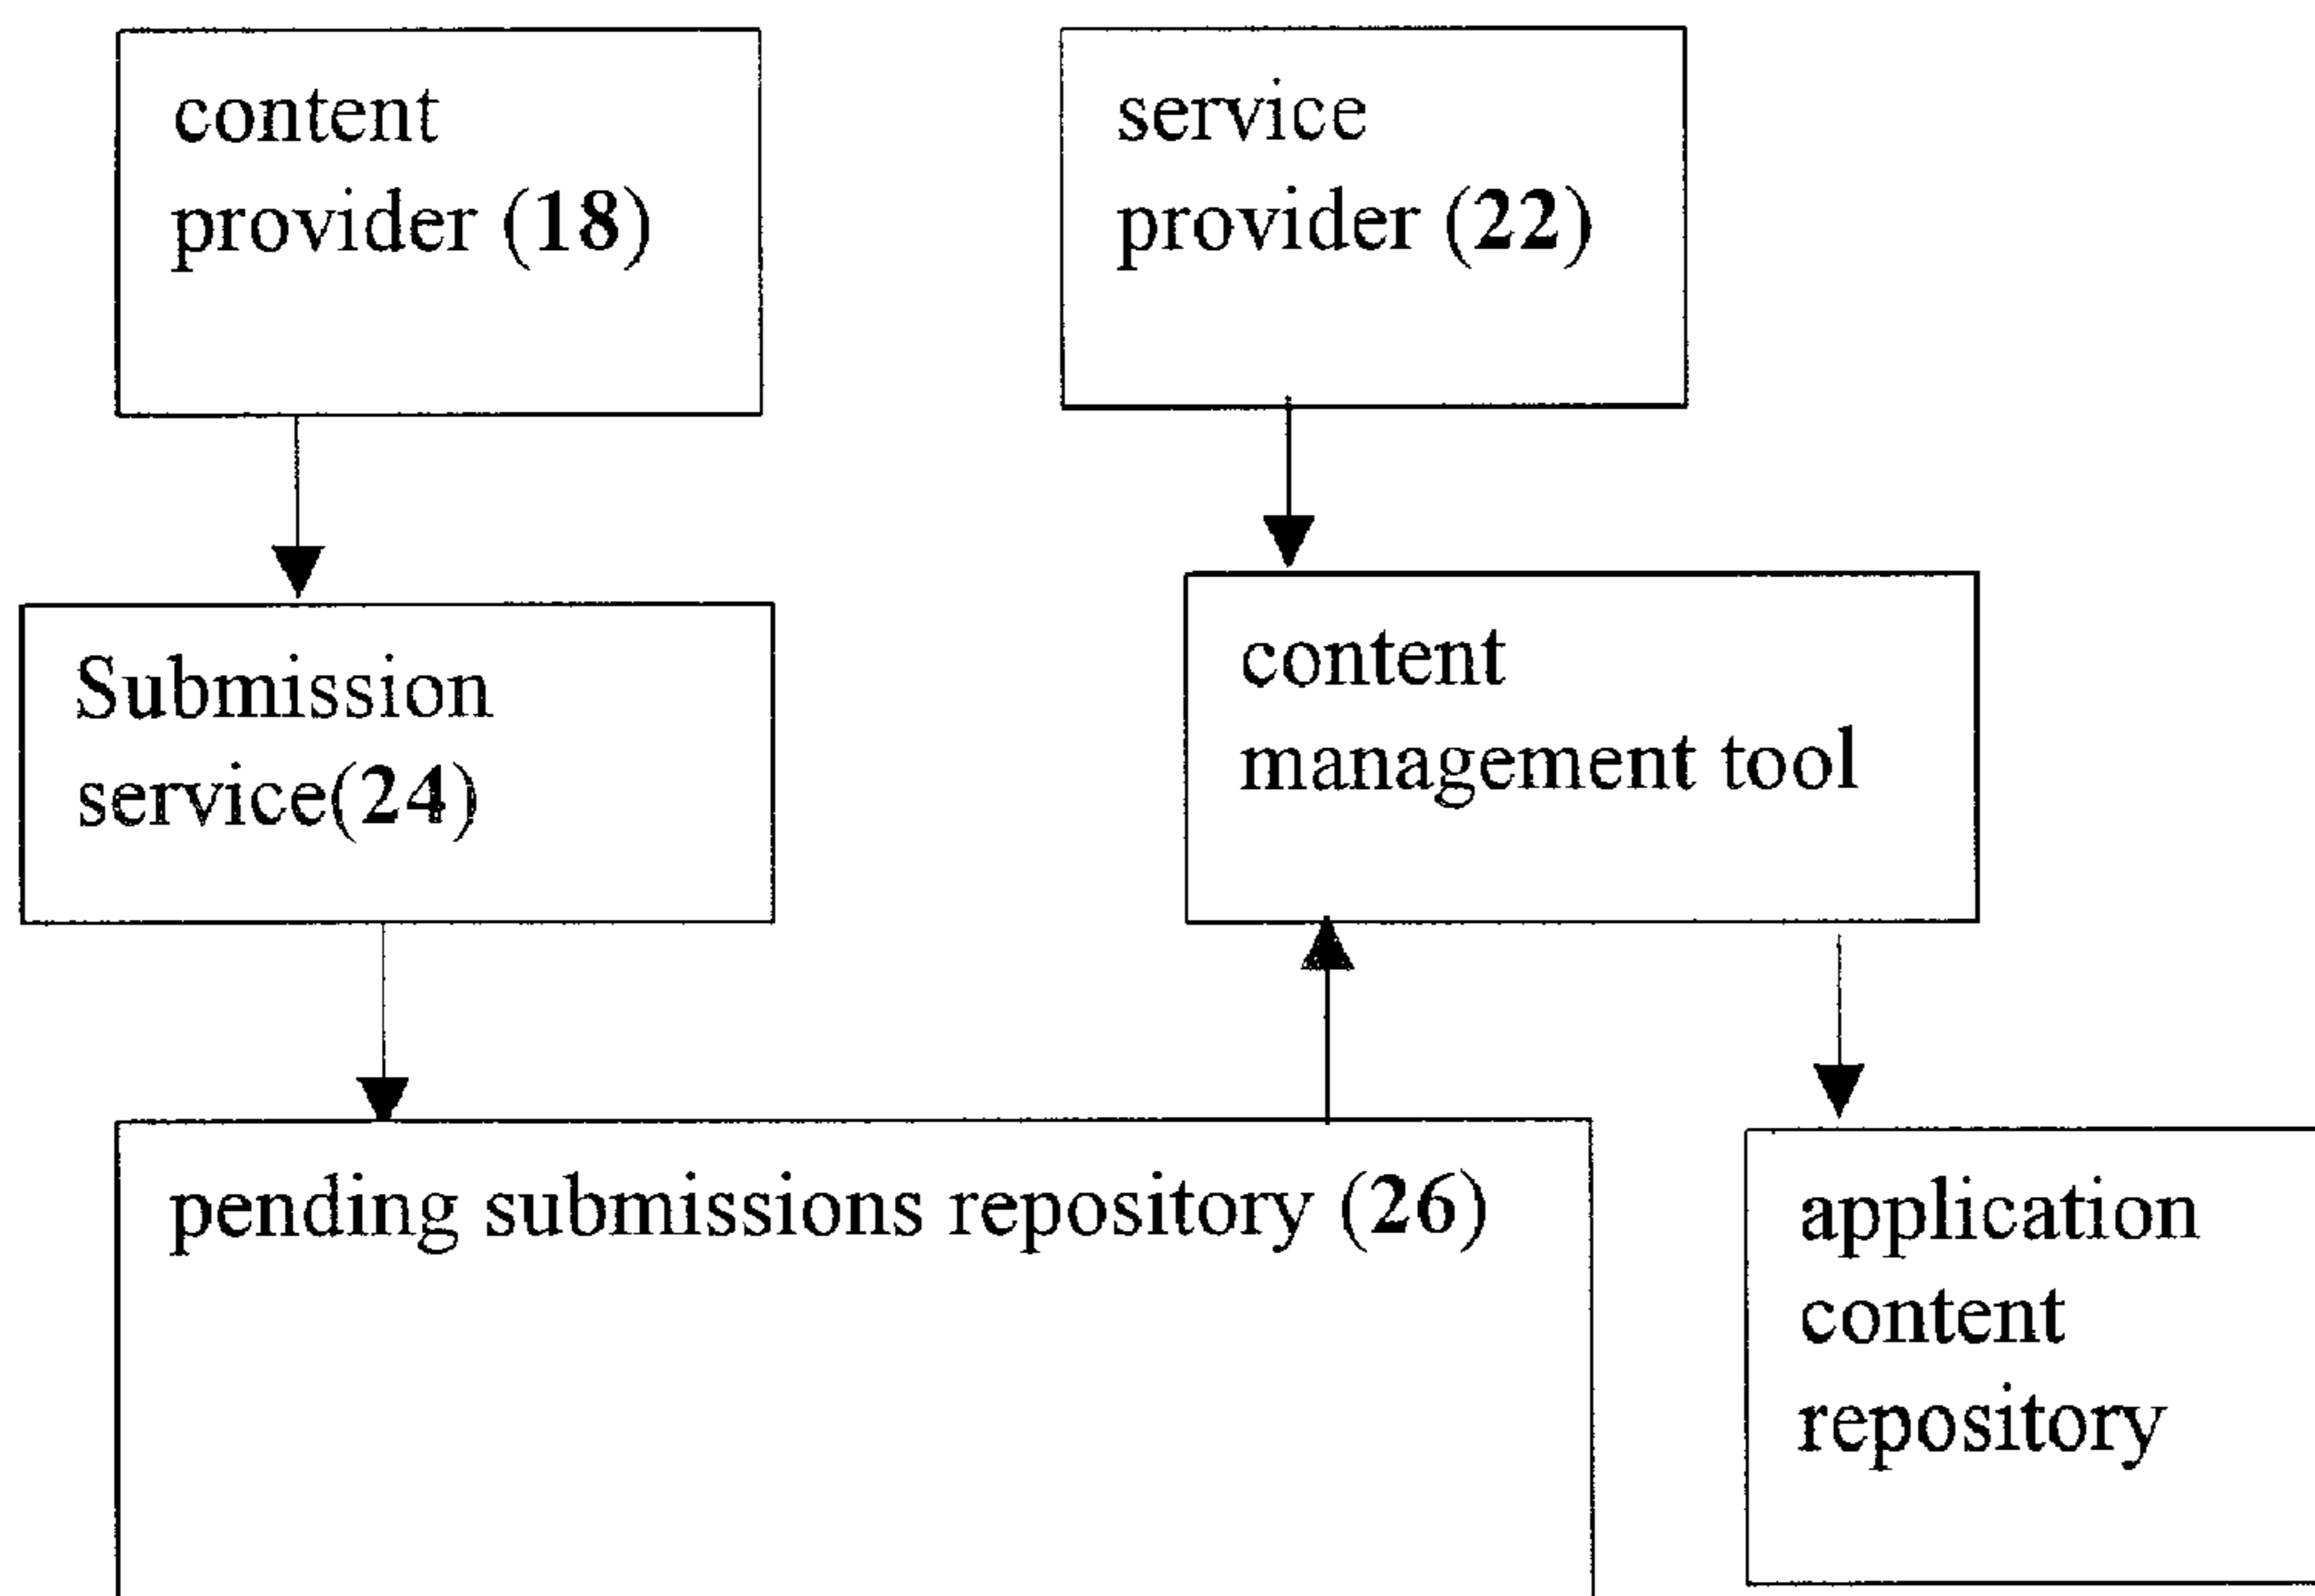 content
provider (18)
service
provider (22)
Submission
service(24)
content
management tool
pending submissions repository (26)
application
content
repository